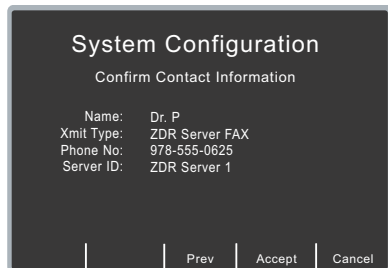 System Configuration
Confirm Contact Information
Name: Dr. P
Xmit Type: ZDR Server FAX
Phone No: 978-555-0625
Server ID: ZDR Server 1
Prev Accept Cancel